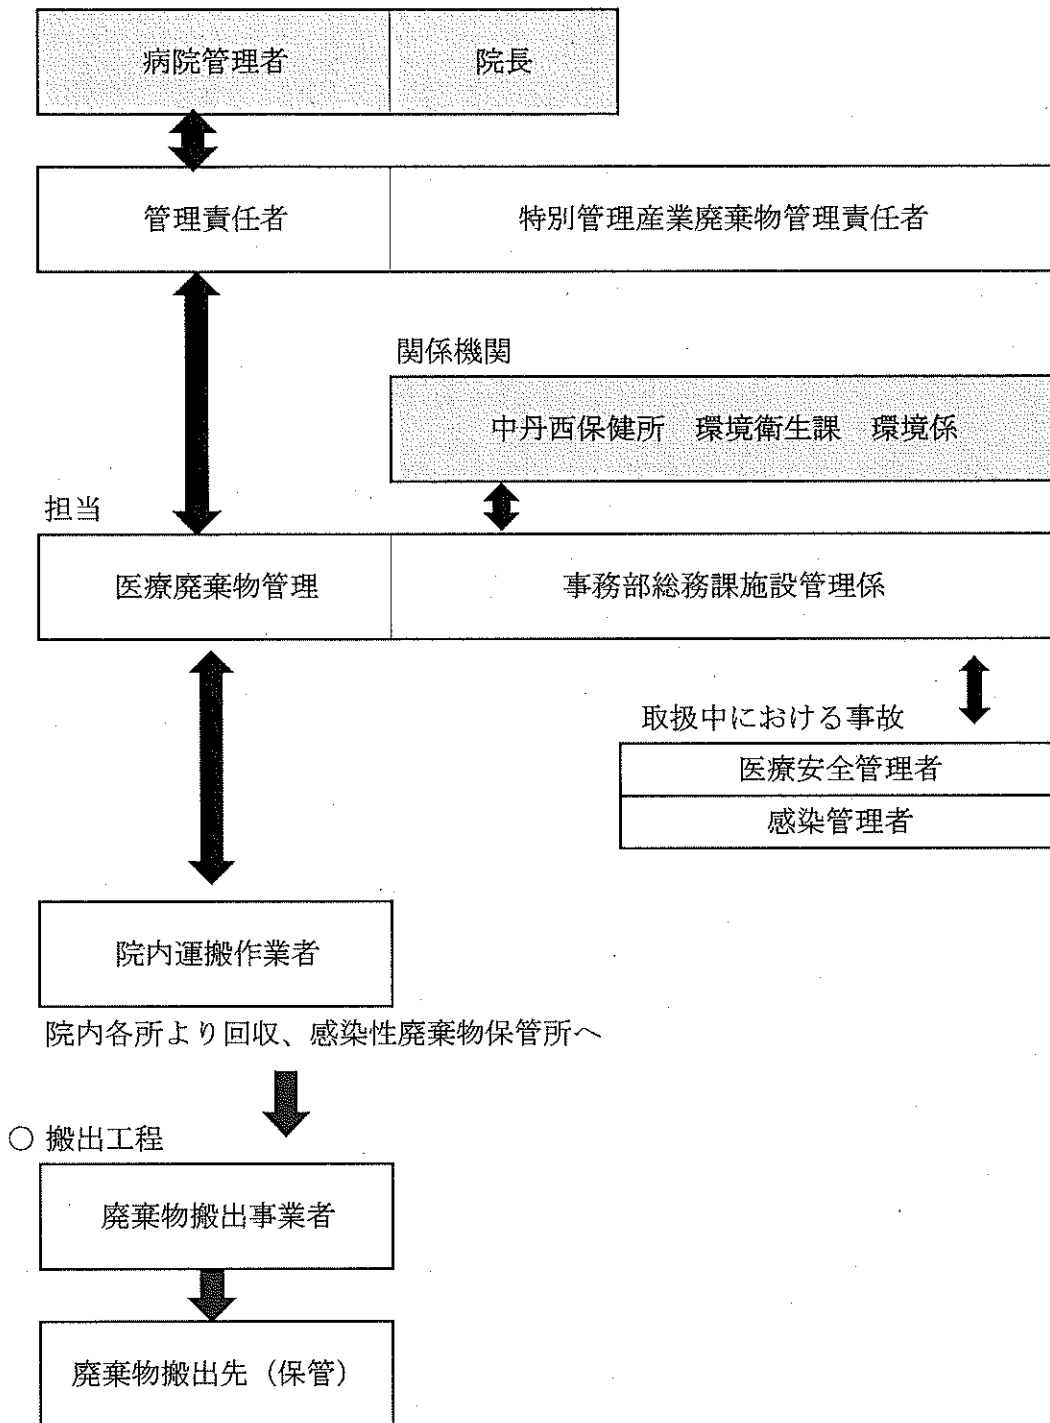 病院管理者 院長
管理責任者 特別管理産業廃棄物管理責任者
関係機関
中丹西保健所 環境衛生課 環境係
担当
医療廃棄物管理 事務部総務課施設管理係
取扱中における事故
医療安全管理者
感染管理者
院内運搬作業者
院内各所より回収、感染性廃棄物保管所へ
○ 搬出工程
廃棄物搬出事業者
廃棄物搬出先（保管）